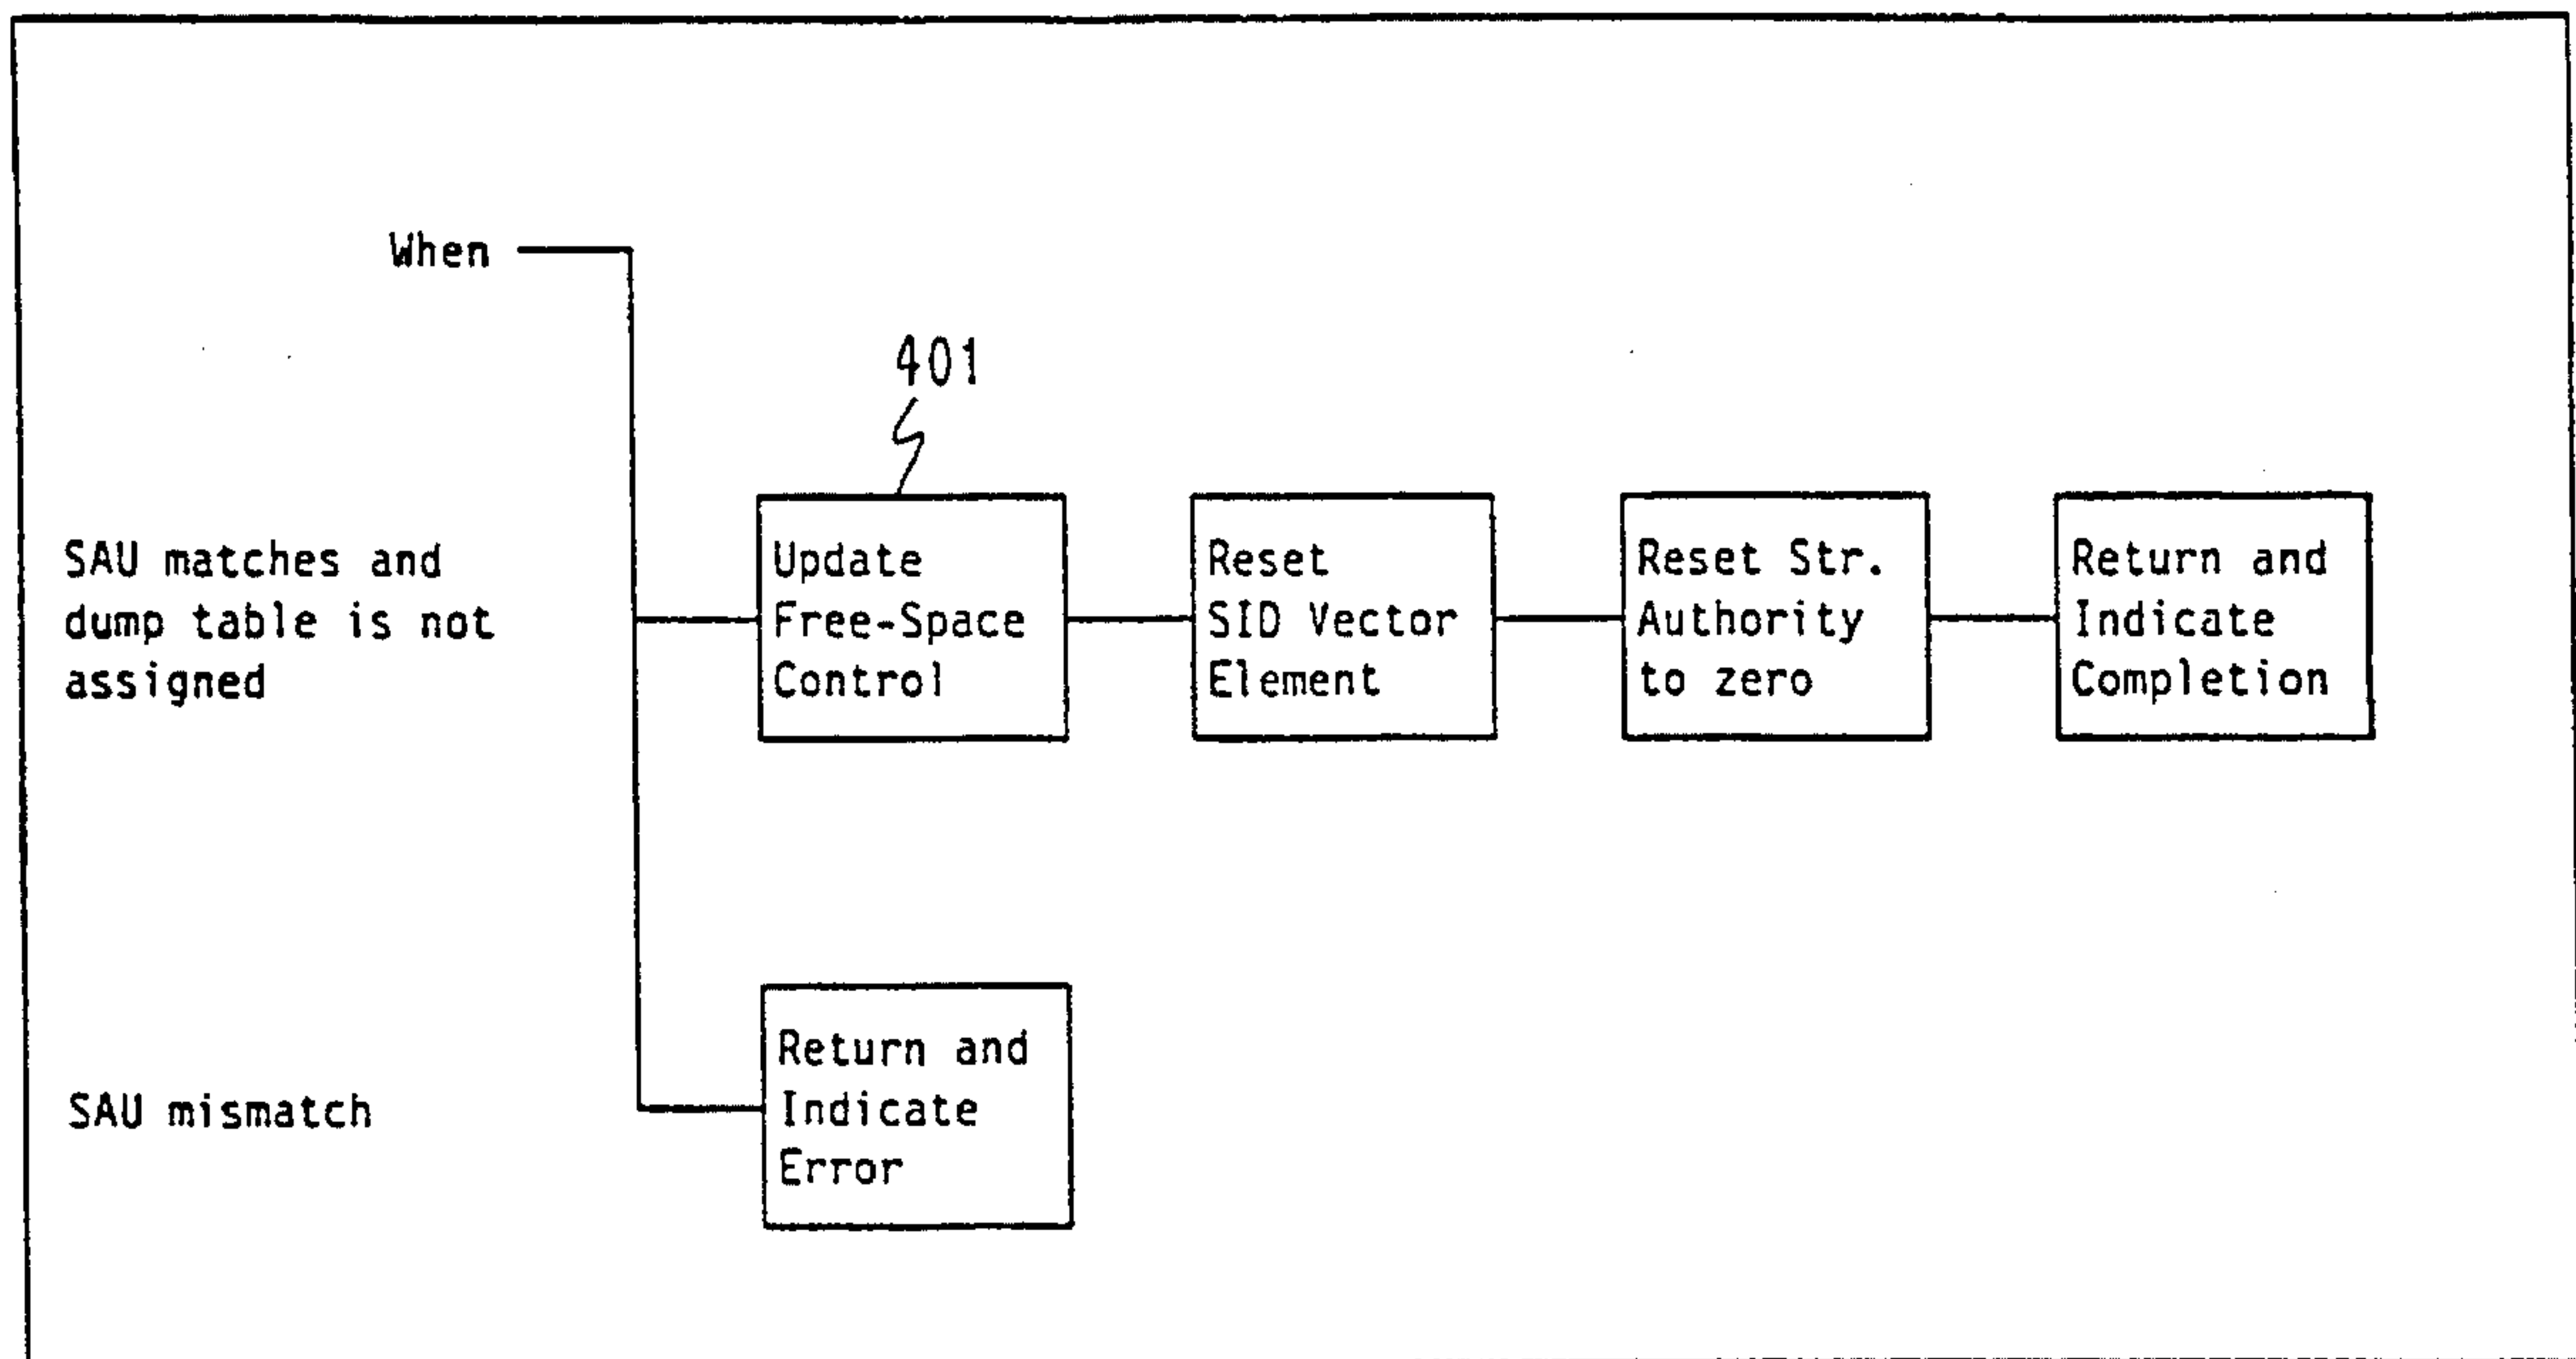 When
401
SAU matches and
dump table is not
assigned
Update
Free-Space
Control
Reset
SID Vector
Element
Reset Str.
Authority
to zero
Return and
Indicate
Completion
SAU mismatch
Return and
Indicate
Error